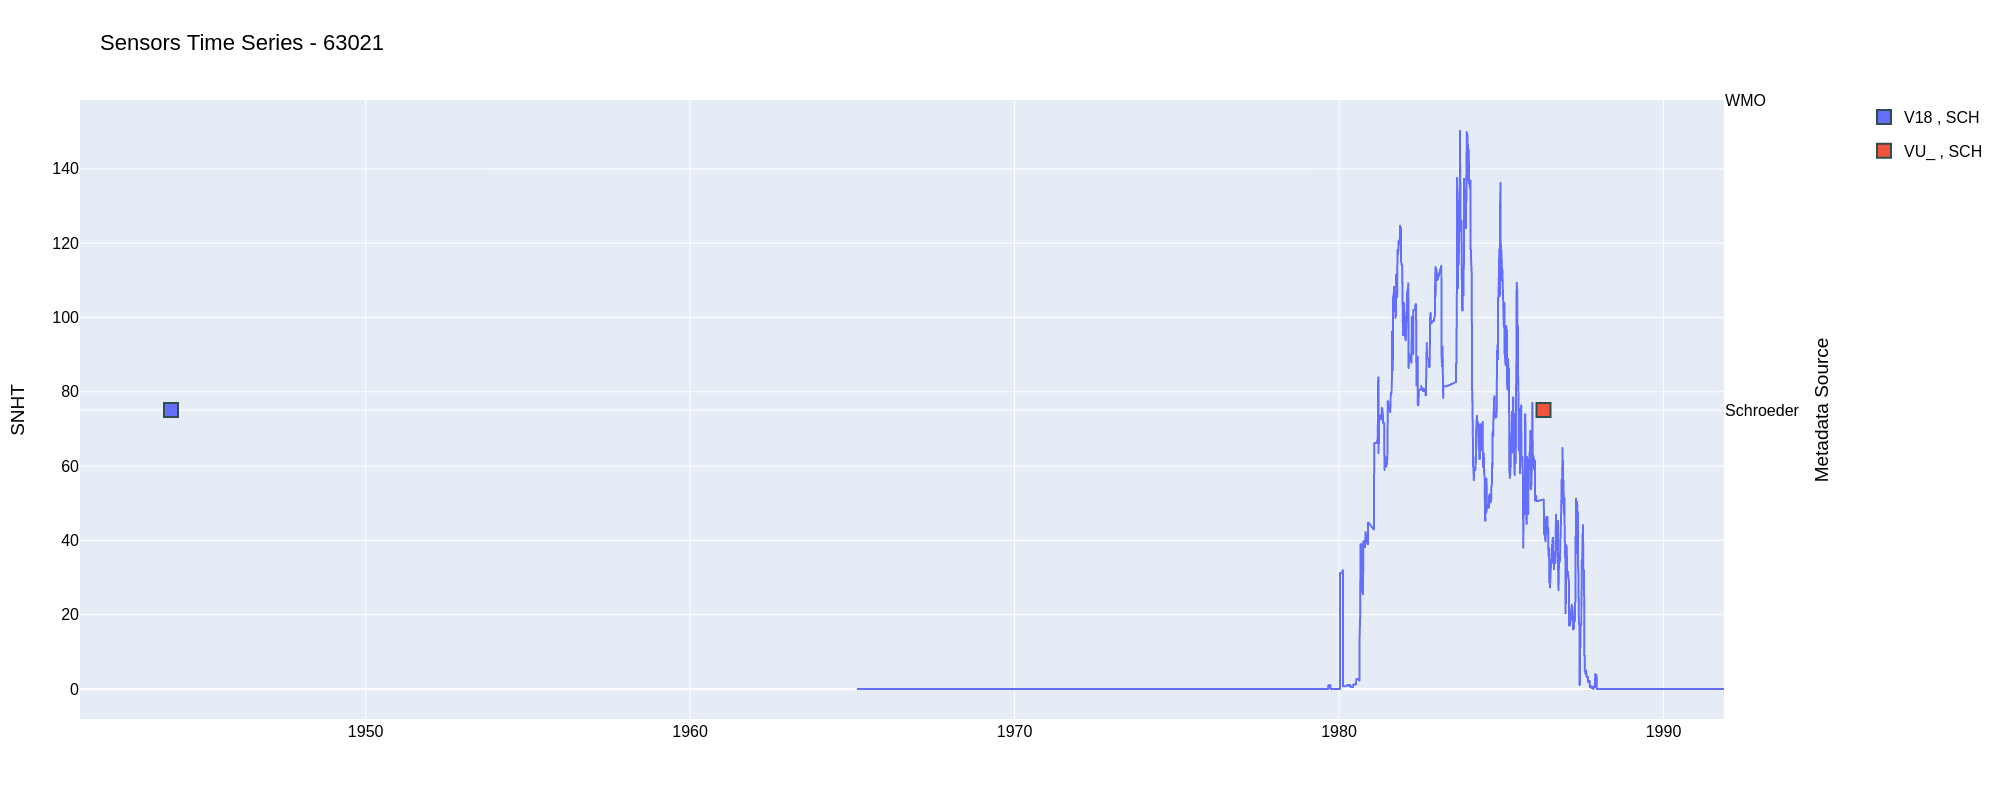 Sensors Time Series - 63021
WMO
V18 , SCH
VU_ , SCH
140
120
100
80
60
40
20
0
SNHT
Schroeder
Metadata Source
1950
1960
1970
1980
1990